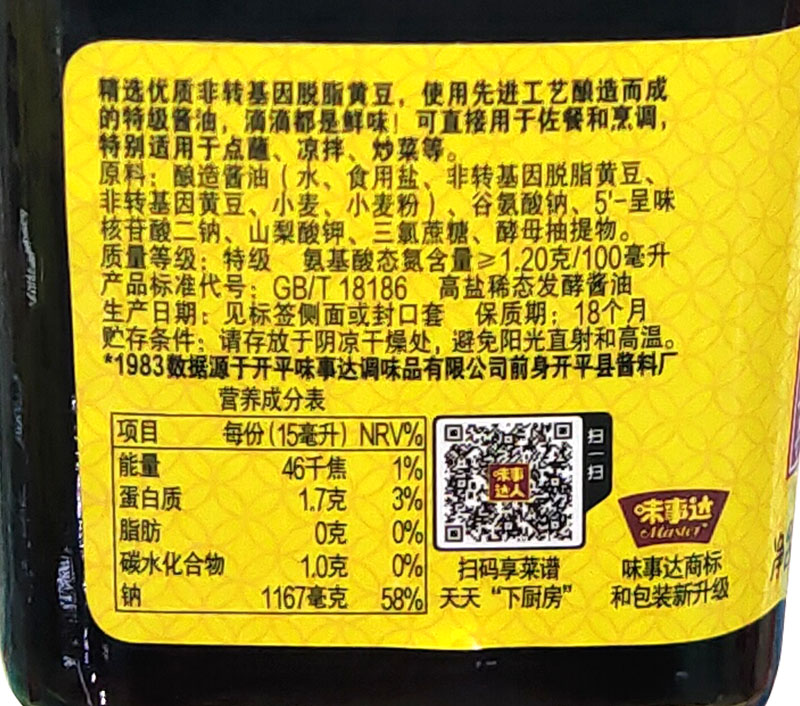 精选优质非转基因脱脂黄豆，使用先进工艺酿造而成
的特级酱油，滴滴都是鲜味！可直接用于佐餐和烹调，
特别适用于点蘸、凉拌、炒菜等。
原料：酿造酱油（水、食用盐、非转基因脱脂黄豆、
非转基因黄豆、小麦、小麦粉）、谷氨酸钠、5'-呈味
核苷酸二钠、山梨酸钾、三氯蔗糖、酵母抽提物。
质量等级：特级 氨基酸态氮含量≥1.20克/100毫升
产品标准代号：GB/T 18186 高盐稀态发酵酱油
生产日期：见标签侧面或封口套 保质期：18个月
贮存条件：请存放于阴凉干燥处，避免阳光直射和高温。
*1983数据源于开平味事达调味品有限公司前身开平县酱料厂
营养成分表
项目 每份(15毫升) NRV%
能量 46千焦 1%
蛋白质 1.7克 3%
脂肪 0克 0%
碳水化合物 1.0克 0%
钠 1167毫克 58%
味事
达人
扫一扫
扫码享菜谱
天天“下厨房”
味事达
Master
味事达商标
和包装新升级
净